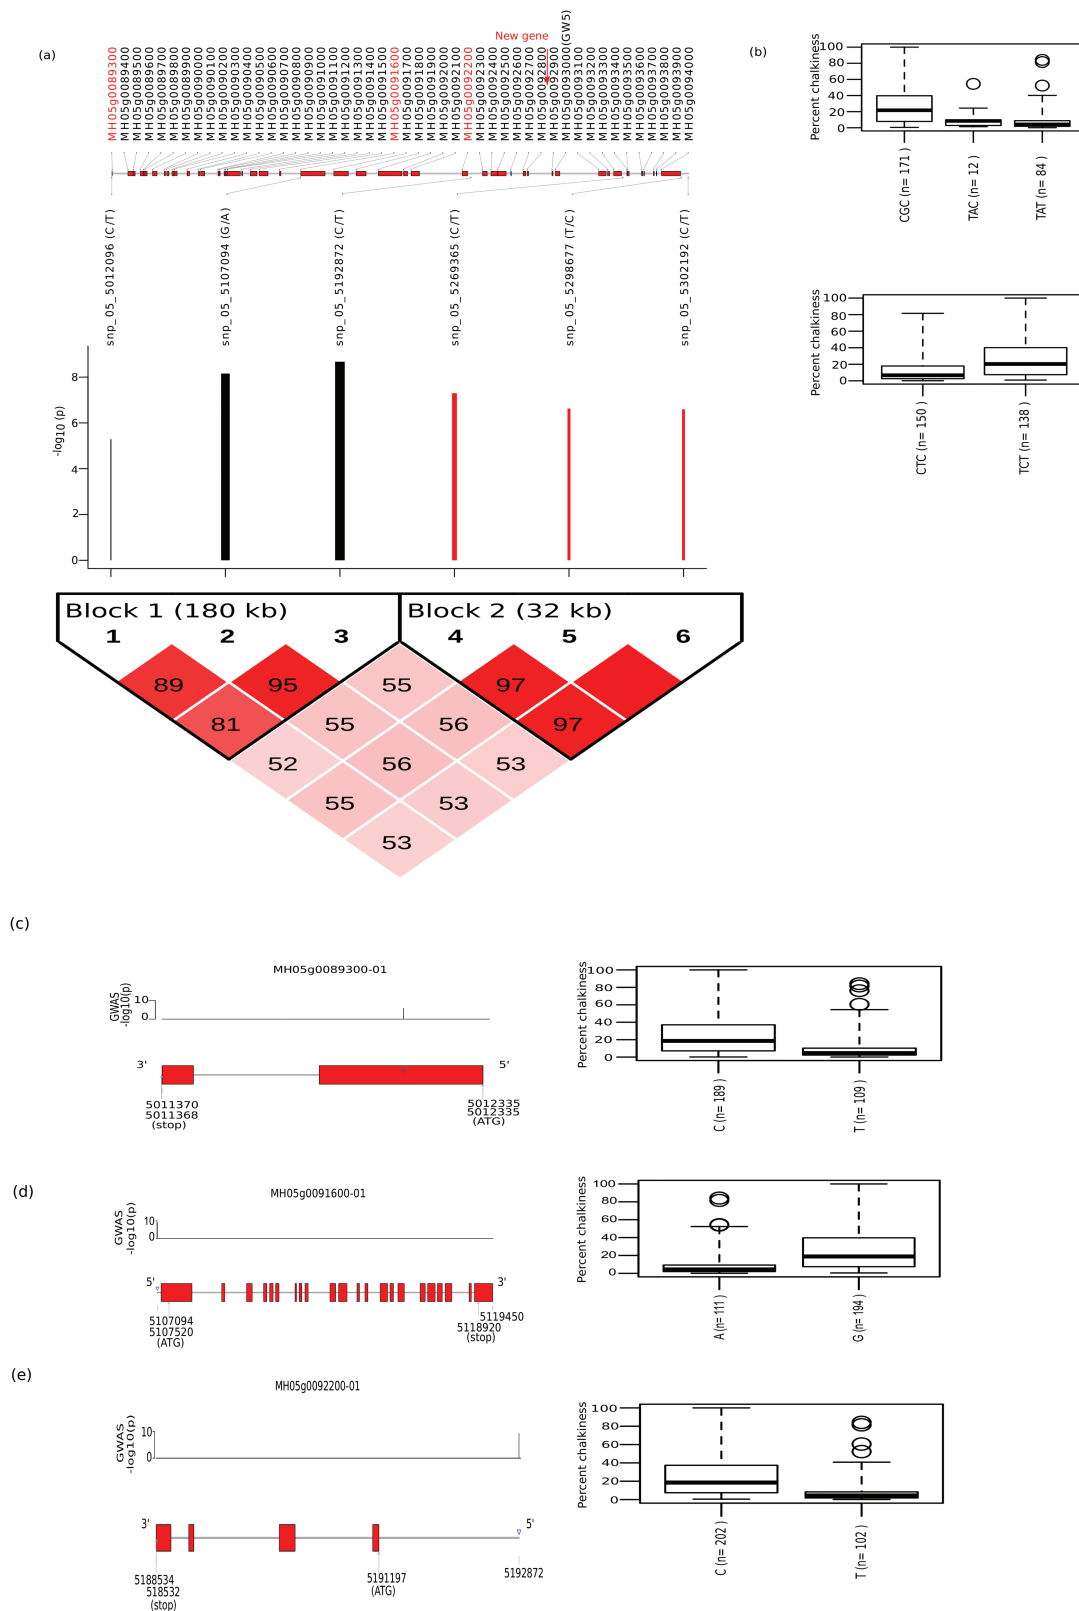 (a)
New gene
MH05g0089300
MH05g0089400
MH05g0089500
MH05g0089600
MH05g0089700
MH05g0089800
MH05g0089900
MH05g0090000
MH05g0090100
MH05g0090200
MH05g0090300
MH05g0090400
MH05g0090500
MH05g0090600
MH05g0090700
MH05g0090800
MH05g0090900
MH05g0091000
MH05g0091100
MH05g0091200
MH05g0091300
MH05g0091400
MH05g0091500
MH05g0091600
MH05g0091700
MH05g0091800
MH05g0091900
MH05g0092000
MH05g0092100
MH05g0092200
MH05g0092300
MH05g0092400
MH05g0092500
MH05g0092600
MH05g0092700
MH05g0092800
MH05g0092900
MH05g0093000(GW5)
MH05g0093100
MH05g0093200
MH05g0093300
MH05g0093400
MH05g0093500
MH05g0093600
MH05g0093700
MH05g0093800
MH05g0093900
MH05g0094000
snp_05_5012096 (C/T)
snp_05_5107094 (G/A)
snp_05_5192872 (C/T)
snp_05_5269365 (C/T)
snp_05_5298677 (T/C)
snp_05_5302192 (C/T)
-log10 (p)
8
6
4
2
0
Block 1 (180 kb)
Block 2 (32 kb)
1 2 3 4 5 6
89 95 55 97
81 55 56 97
52 56 53
55 53
53
(b)
Percent chalkiness
100
80
60
40
20
0
CGC (n= 171 )
TAC (n= 12 )
TAT (n= 84 )
Percent chalkiness
100
80
60
40
20
0
CTC (n= 150 )
TCT (n= 138 )
(c)
MH05g0089300-01
GWAS
-log10(p)
10
0
3'
5'
5011370
5011368
(stop)
5012335
5012335
(ATG)
Percent chalkiness
100
80
60
40
20
0
C (n= 189 )
T (n= 109 )
(d)
MH05g0091600-01
GWAS
-log10(p)
10
0
5'
3'
5107094
5107520
(ATG)
5119450
5118920
(stop)
Percent chalkiness
100
80
60
40
20
0
A (n= 111 )
G (n= 194 )
(e)
MH05g0092200-01
GWAS
-log10(p)
10
0
3'
5'
5188534
518532
(stop)
5191197
(ATG)
5192872
Percent chalkiness
100
80
60
40
20
0
C (n= 202 )
T (n= 102 )